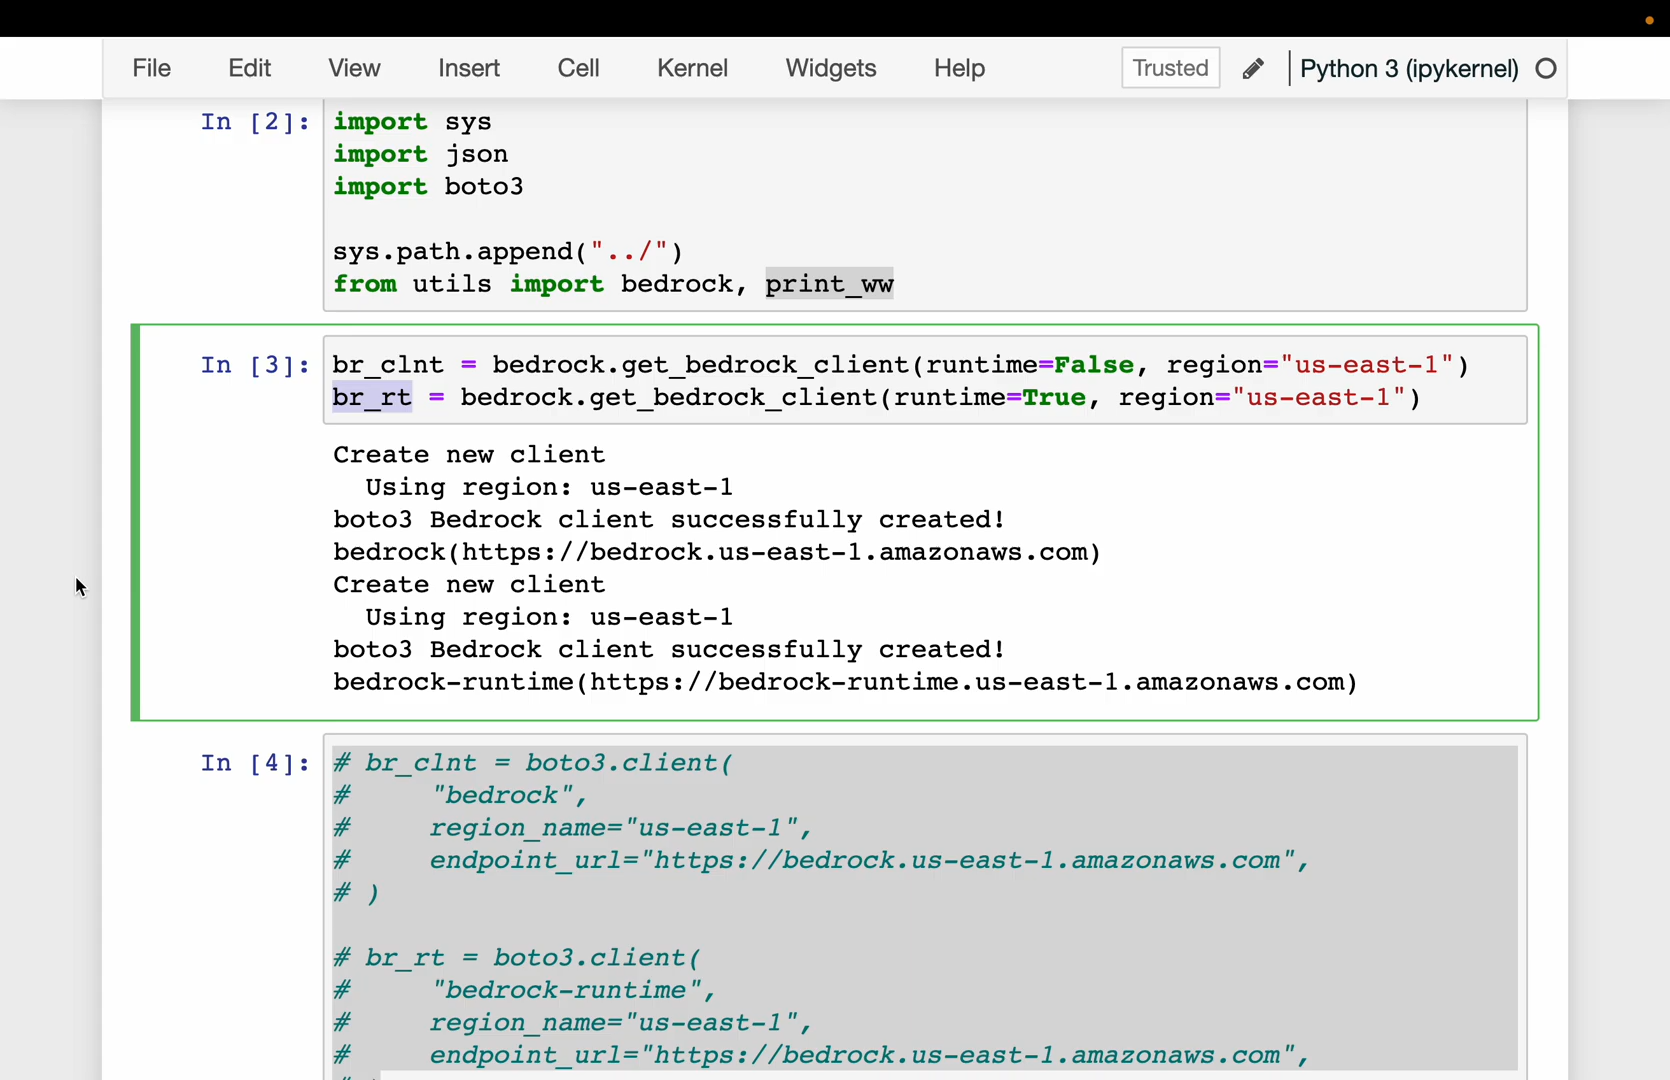 File Edit View Insert Cell Kernel Widgets Help Trusted Python 3 (ipykernel)
In [2]: import sys
import json
import boto3
sys.path.append("../")
from utils import bedrock, print_ww
In [3]: br_clnt = bedrock.get_bedrock_client(runtime=False, region="us-east-1")
br_rt = bedrock.get_bedrock_client(runtime=True, region="us-east-1")
Create new client
  Using region: us-east-1
boto3 Bedrock client successfully created!
bedrock(https://bedrock.us-east-1.amazonaws.com)
Create new client
  Using region: us-east-1
boto3 Bedrock client successfully created!
bedrock-runtime(https://bedrock-runtime.us-east-1.amazonaws.com)
In [4]: # br_clnt = boto3.client(
#     "bedrock",
#     region_name="us-east-1",
#     endpoint_url="https://bedrock.us-east-1.amazonaws.com",
# )
# br_rt = boto3.client(
#     "bedrock-runtime",
#     region_name="us-east-1",
#     endpoint_url="https://bedrock.us-east-1.amazonaws.com",